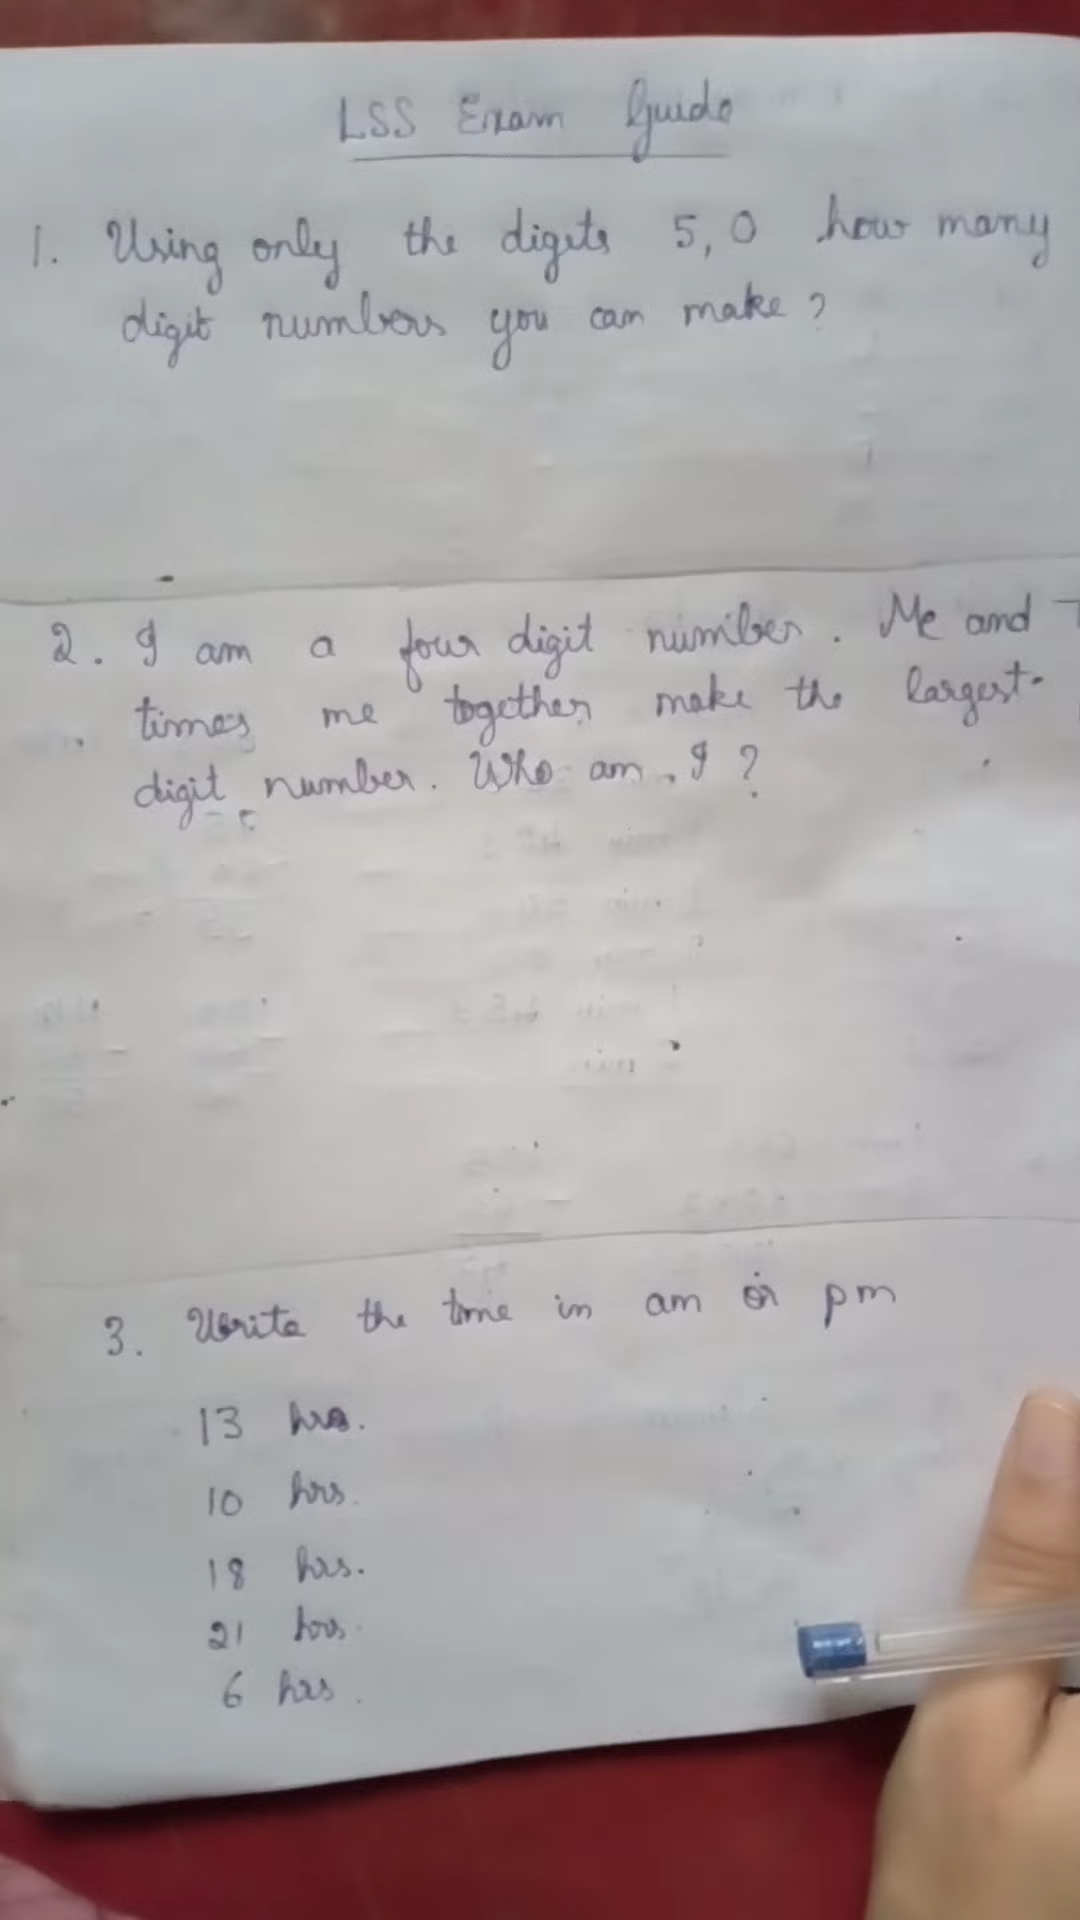 LSS Exam Guide
1. Using only the digits 5, 0 how many
digit numbers you can make ?
2. I am a four digit number. Me and
times me together make the largest
digit number. Who am I ?
3. Write the time in am or pm
13 hrs.
10 hrs.
18 hrs.
21 hrs.
6 hrs.